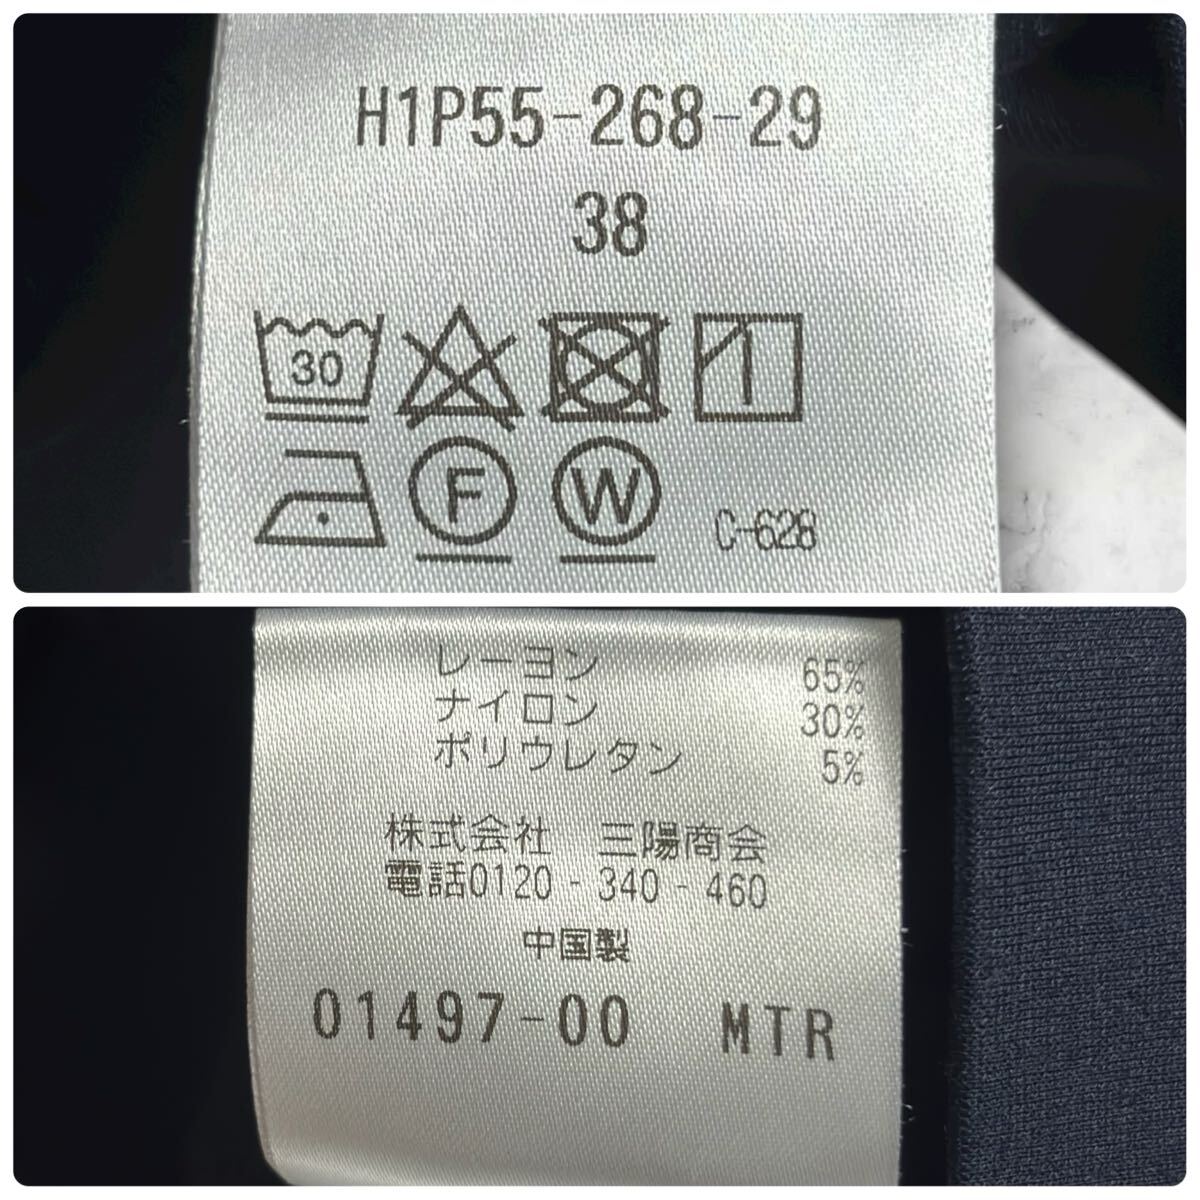 H1P55-268-29
38
30
F W C-628
レーヨン 65%
ナイロン 30%
ポリウレタン 5%
株式会社 三陽商会
電話0120-340-460
中国製
01497-00 MTR